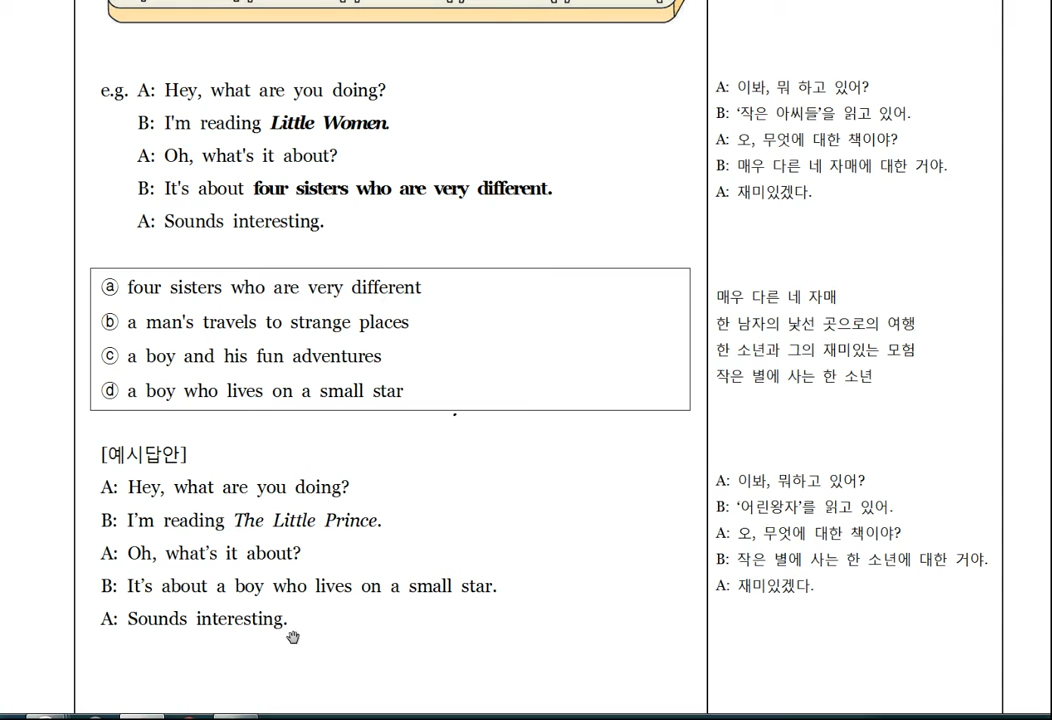 e.g. A: Hey, what are you doing?
B: I'm reading Little Women.
A: Oh, what's it about?
B: It's about four sisters who are very different.
A: Sounds interesting.
ⓐ four sisters who are very different
ⓑ a man's travels to strange places
ⓒ a boy and his fun adventures
ⓓ a boy who lives on a small star
[예시답안]
A: Hey, what are you doing?
B: I’m reading The Little Prince.
A: Oh, what’s it about?
B: It’s about a boy who lives on a small star.
A: Sounds interesting.
A: 이봐, 뭐 하고 있어?
B: ‘작은 아씨들’을 읽고 있어.
A: 오, 무엇에 대한 책이야?
B: 매우 다른 네 자매에 대한 거야.
A: 재미있겠다.
매우 다른 네 자매
한 남자의 낯선 곳으로의 여행
한 소년과 그의 재미있는 모험
작은 별에 사는 한 소년
A: 이봐, 뭐하고 있어?
B: ‘어린왕자’를 읽고 있어.
A: 오, 무엇에 대한 책이야?
B: 작은 별에 사는 한 소년에 대한 거야.
A: 재미있겠다.